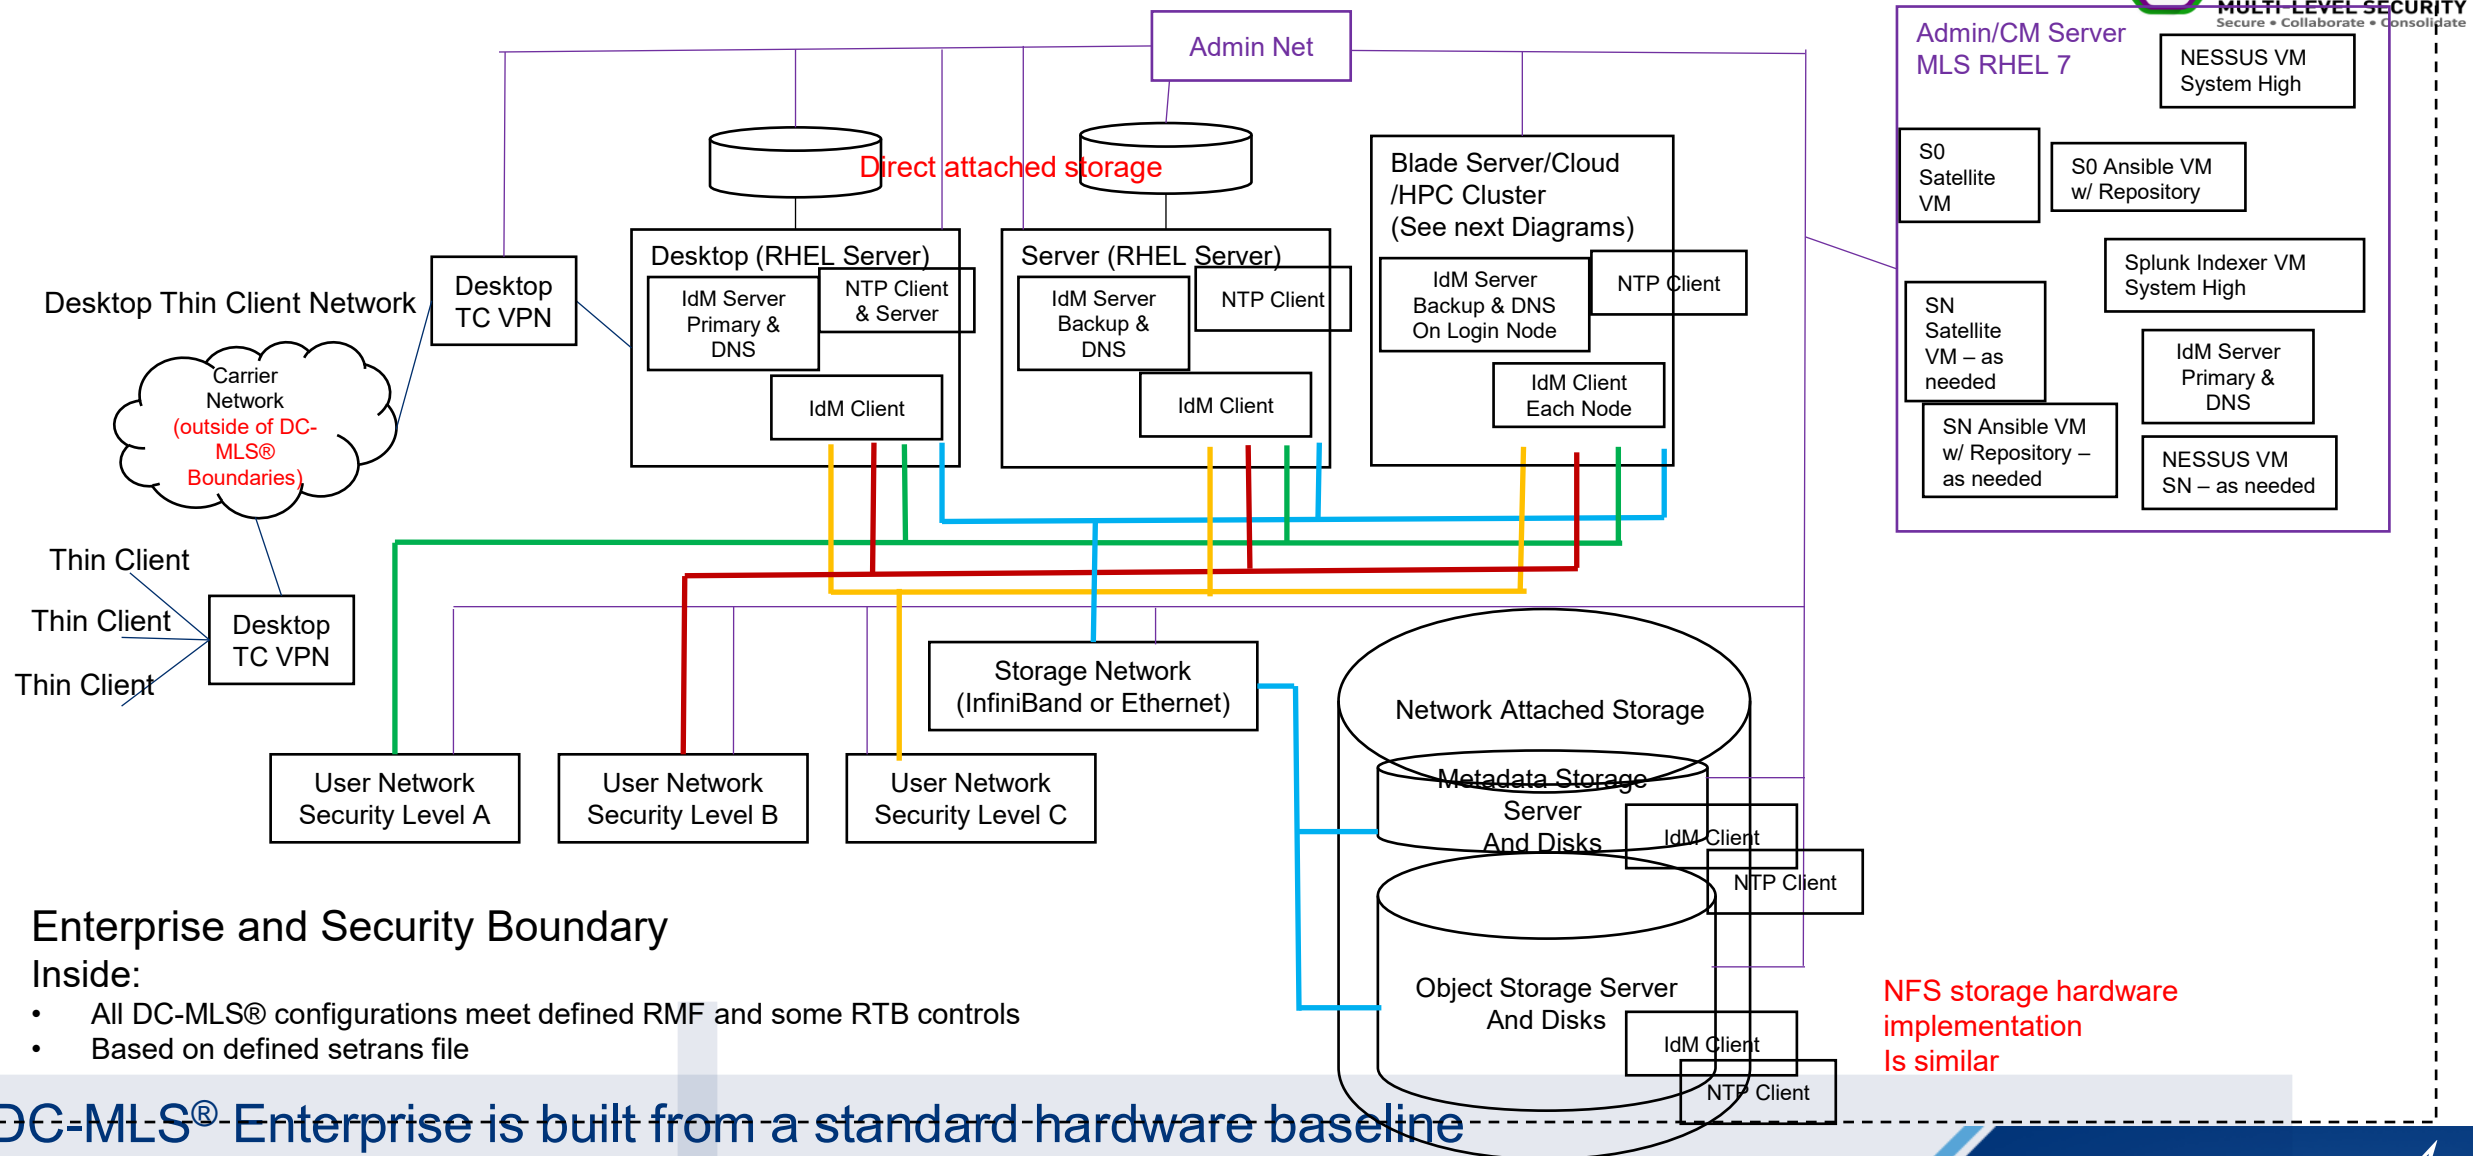 MULTI-LEVEL SECURITY
Secure • Collaborate • Consolidate
Admin Net
Admin/CM Server
MLS RHEL 7
NESSUS VM
System High
S0
Satellite
VM
S0 Ansible VM
w/ Repository
Splunk Indexer VM
System High
SN
Satellite
VM – as
needed
IdM Server
Primary &
DNS
SN Ansible VM
w/ Repository –
as needed
NESSUS VM
SN – as needed
Direct attached storage
Blade Server/Cloud
/HPC Cluster
(See next Diagrams)
IdM Server
Backup & DNS
On Login Node
NTP Client
IdM Client
Each Node
Desktop (RHEL Server)
IdM Server
Primary &
DNS
NTP Client
& Server
IdM Client
Server (RHEL Server)
IdM Server
Backup &
DNS
NTP Client
IdM Client
Desktop
TC VPN
Desktop Thin Client Network
Carrier
Network
(outside of DC-
MLS®
Boundaries)
Thin Client
Thin Client
Thin Client
Desktop
TC VPN
Storage Network
(InfiniBand or Ethernet)
User Network
Security Level A
User Network
Security Level B
User Network
Security Level C
Network Attached Storage
Metadata Storage
Server
And Disks
IdM Client
NTP Client
Object Storage Server
And Disks
IdM Client
NTP Client
NFS storage hardware
implementation
Is similar
Enterprise and Security Boundary
Inside:
• All DC-MLS® configurations meet defined RMF and some RTB controls
• Based on defined setrans file
DC-MLS® Enterprise is built from a standard hardware baseline